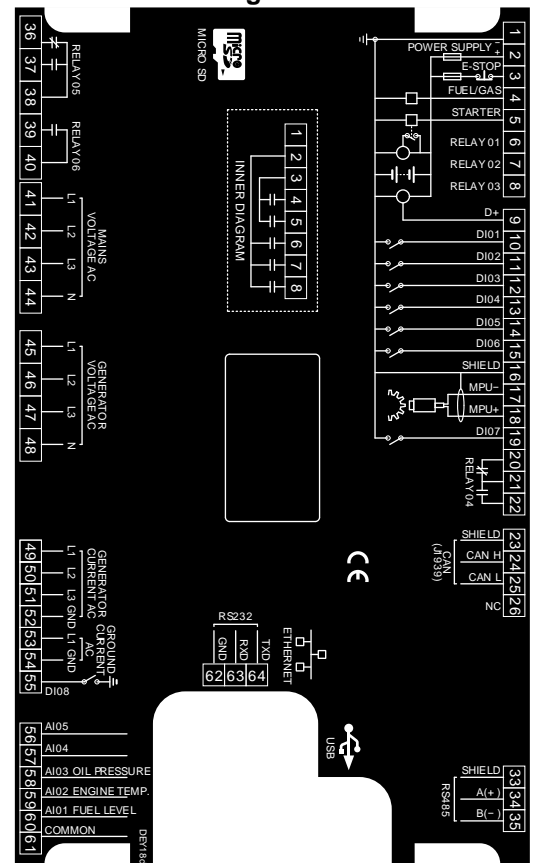 36
37
38
RELAY 05
39
40
RELAY 06
41
42
43
44
L1
L2
L3
N
MAINS
VOLTAGE AC
45
46
47
48
L1
L2
L3
N
GENERATOR
VOLTAGE AC
49
50
51
52
53
54
55
L1
L2
L3
GND
GENERATOR
CURRENT AC
L1
GND
GROUND
CURRENT
AC
DI08
56
57
58
59
60
61
AI05
AI04
AI03 OIL PRESSURE
AI02 ENGINE TEMP.
AI01 FUEL LEVEL
COMMON
MICRO SD
micro
SD
INNER DIAGRAM
1
2
3
4
5
6
7
8
CE
RS232
GND
RXD
TXD
62 63 64
ETHERNET
USB
1
2
3
4
5
6
7
8
POWER SUPPLY +
E-STOP
FUEL/GAS
STARTER
RELAY 01
RELAY 02
RELAY 03
9
10
11
12
13
14
15
16
17
18
19
20
21
22
D+
DI01
DI02
DI03
DI04
DI05
DI06
SHIELD
MPU−
MPU+
DI07
RELAY 04
23
24
25
26
SHIELD
CAN H
CAN L
NC
CAN
(J1939)
33
34
35
SHIELD
A(+)
B(−)
RS485